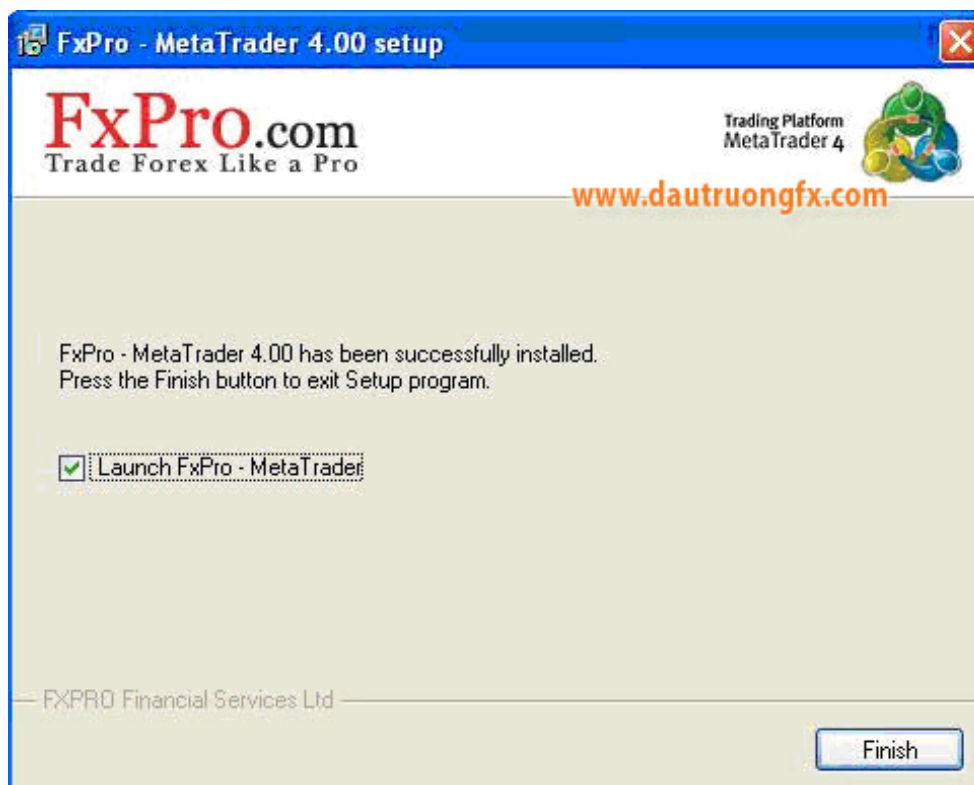 FxPro - MetaTrader 4.00 setup
FxPro.com
Trade Forex Like a Pro
Trading Platform
MetaTrader 4
www.dautruongfx.com
FxPro - MetaTrader 4.00 has been successfully installed.
Press the Finish button to exit Setup program.
Launch FxPro - MetaTrader
FXPRO Financial Services Ltd
Finish